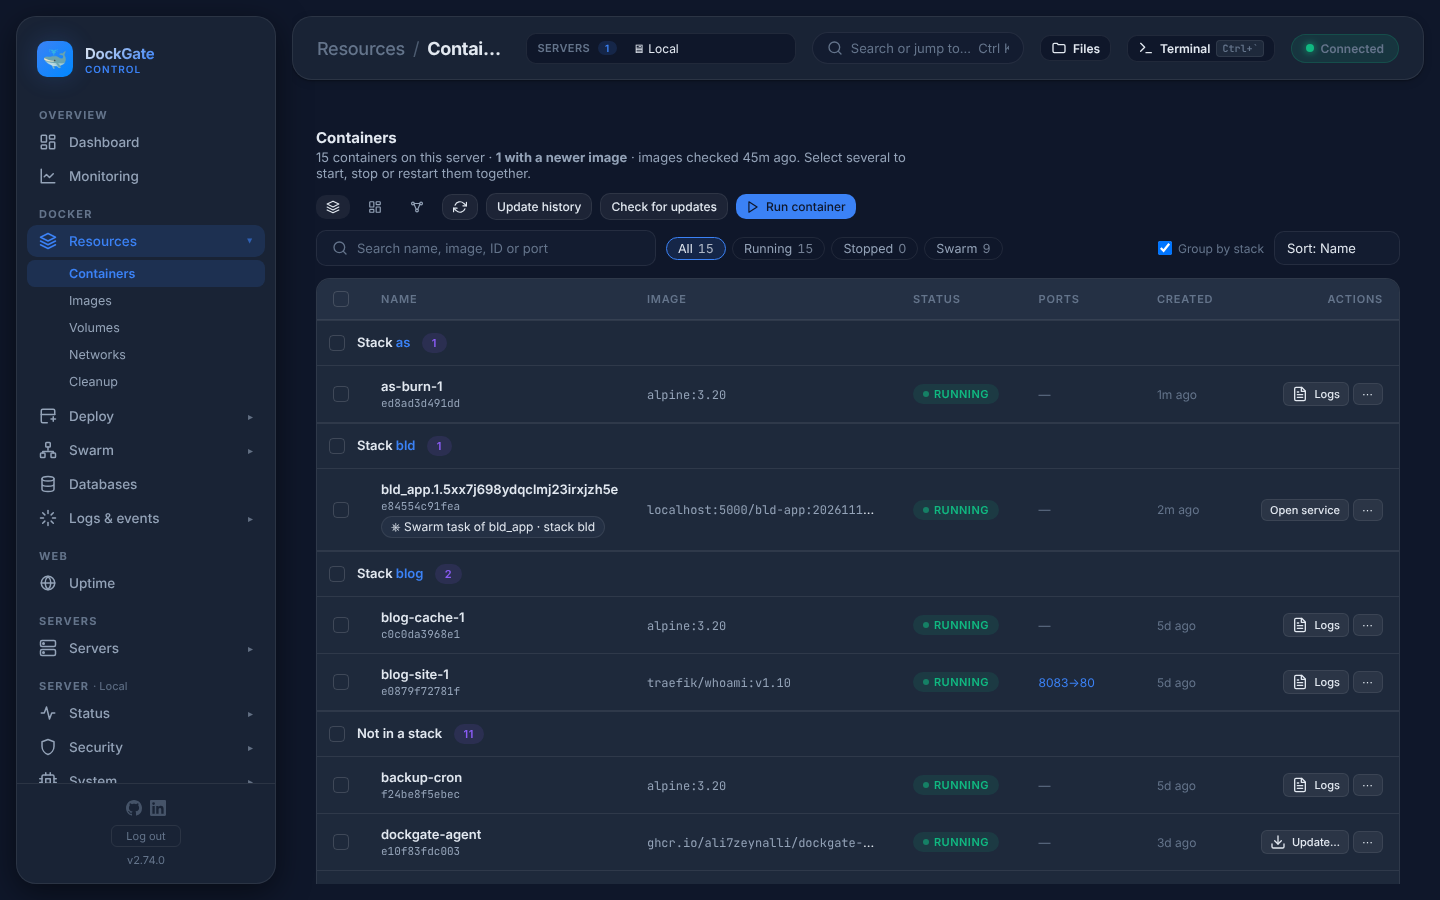 DockGate
CONTROL
OVERVIEW
Dashboard
Monitoring
DOCKER
Resources
Containers
Images
Volumes
Networks
Cleanup
Deploy
Swarm
Databases
Logs & events
WEB
Uptime
SERVERS
Servers
SERVER · Local
Status
Security
System
Log out
v2.74.0
Resources / Contai...
SERVERS 1 Local
Search or jump to... Ctrl K
Files
Terminal Ctrl+`
Connected
Containers
15 containers on this server · 1 with a newer image · images checked 45m ago. Select several to
start, stop or restart them together.
Update history
Check for updates
Run container
Search name, image, ID or port
All 15
Running 15
Stopped 0
Swarm 9
Group by stack
Sort: Name
NAME IMAGE STATUS PORTS CREATED ACTIONS
Stack as 1
as-burn-1
ed8ad3d491dd
alpine:3.20 RUNNING — 1m ago Logs ...
Stack bld 1
bld_app.1.5xx7j698ydqclmj23irxjzh5e
e84554c91fea
Swarm task of bld_app · stack bld
localhost:5000/bld-app:2026111... RUNNING — 2m ago Open service ...
Stack blog 2
blog-cache-1
c0c0da3968e1
alpine:3.20 RUNNING — 5d ago Logs ...
blog-site-1
e0879f72781f
traefik/whoami:v1.10 RUNNING 8083→80 5d ago Logs ...
Not in a stack 11
backup-cron
f24be8f5ebec
alpine:3.20 RUNNING — 5d ago Logs ...
dockgate-agent
e10f83fdc003
ghcr.io/ali7zeynalli/dockgate-... RUNNING — 3d ago Update... ...